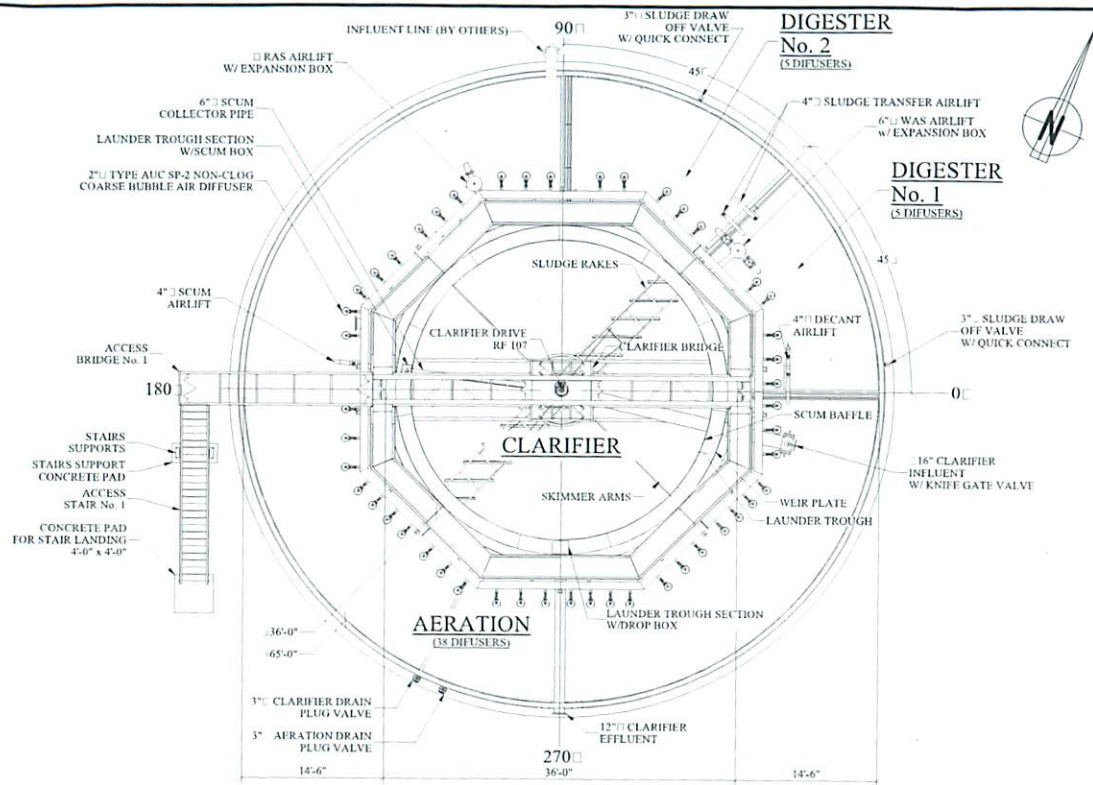 INFLUENT LINE (BY OTHERS)
90□
3"□ SLUDGE DRAW
OFF VALVE
W/ QUICK CONNECT
DIGESTER
No. 2
(5 DIFUSERS)
□ RAS AIRLIFT
W/ EXPANSION BOX
45□
6"□ SCUM
COLLECTOR PIPE
4"□ SLUDGE TRANSFER AIRLIFT
6"□ WAS AIRLIFT
w/ EXPANSION BOX
N
LAUNDER TROUGH SECTION
W/SCUM BOX
2"□ TYPE AUC SP-2 NON-CLOG
COARSE BUBBLE AIR DIFFUSER
DIGESTER
No. 1
(5 DIFUSERS)
45□
SLUDGE RAKES
4"□ SCUM
AIRLIFT
CLARIFIER DRIVE
RF 107
CLARIFIER BRIDGE
4"□ DECANT
AIRLIFT
3" SLUDGE DRAW
OFF VALVE
W/ QUICK CONNECT
ACCESS
BRIDGE No. 1
180
0□
SCUM BAFFLE
CLARIFIER
STAIRS
SUPPORTS
STAIRS SUPPORT
CONCRETE PAD
ACCESS
STAIR No. 1
CONCRETE PAD
FOR STAIR LANDING
4'-0" x 4'-0"
□16" CLARIFIER
INFLUENT
W/ KNIFE GATE VALVE
SKIMMER ARMS
WEIR PLATE
LAUNDER TROUGH
LAUNDER TROUGH SECTION
W/DROP BOX
AERATION
(38 DIFUSERS)
36'-0"
65'-0"
3"□ CLARIFIER DRAIN
PLUG VALVE
3" AERATION DRAIN
PLUG VALVE
12"□ CLARIFIER
EFFLUENT
270□
14'-6"
36'-0"
14'-6"